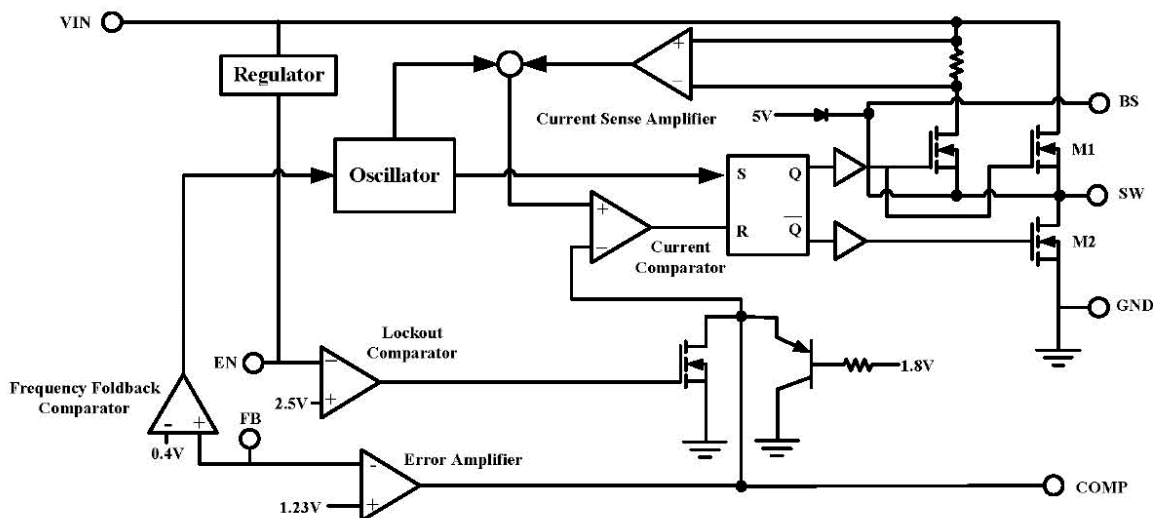 VIN
Regulator
+
−
Current Sense Amplifier
5V
BS
Oscillator
S
Q
R
Q
M1
SW
M2
+
−
Current
Comparator
GND
Lockout
Comparator
EN
−
+
2.5V
1.8V
Frequency Foldback
Comparator
-
+
0.4V
FB
Error Amplifier
-
+
1.23V
COMP